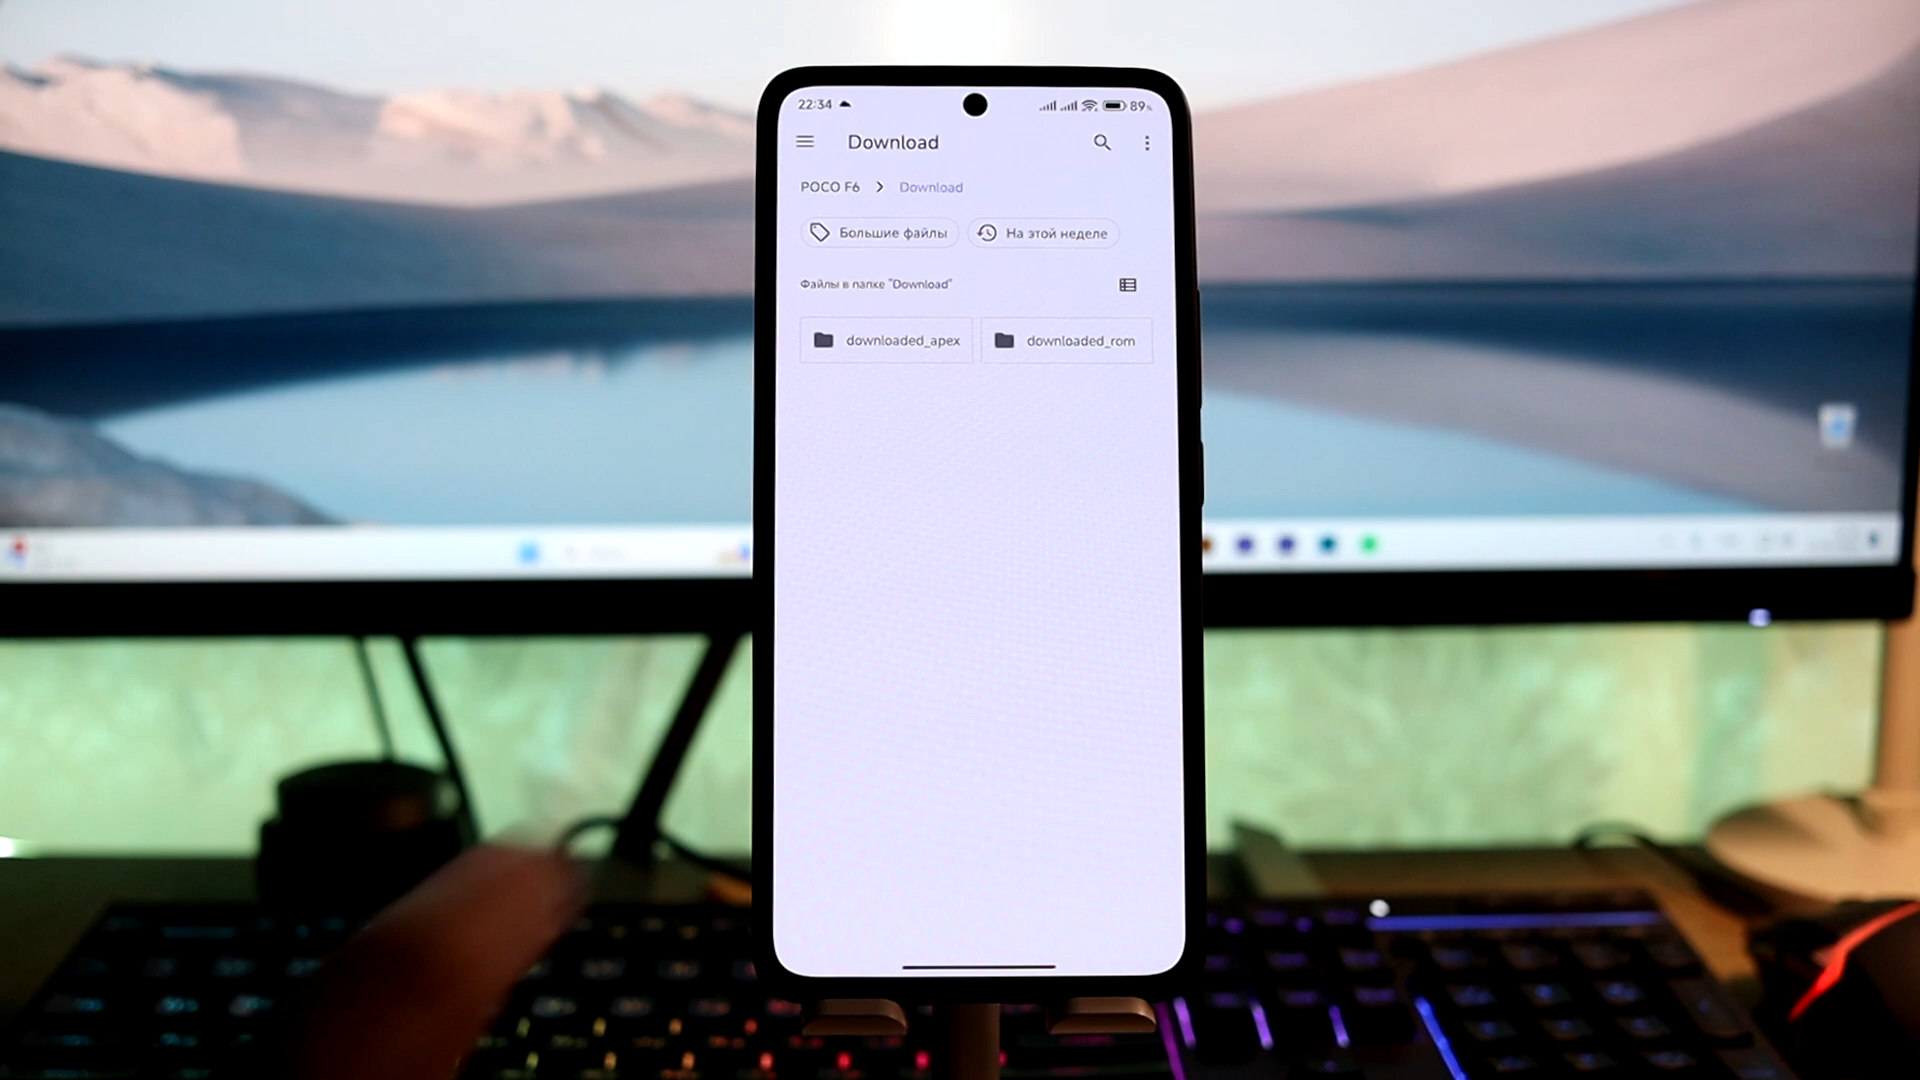 22:34 89%
Download
POCO F6 > Download
Большие файлы На этой неделе
Файлы в папке "Download"
downloaded_apex downloaded_rom